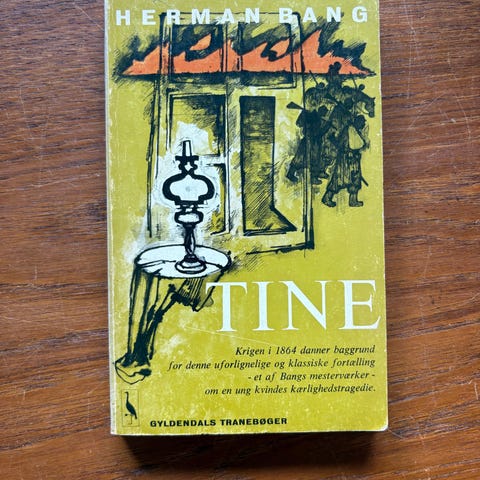 HERMAN BANG
TINE
Krigen i 1864 danner baggrund
for denne uforlignelige og klassiske fortælling
- et af Bangs mesterværker -
om en ung kvindes kærlighedstragedie.
GYLDENDALS TRANEBØGER